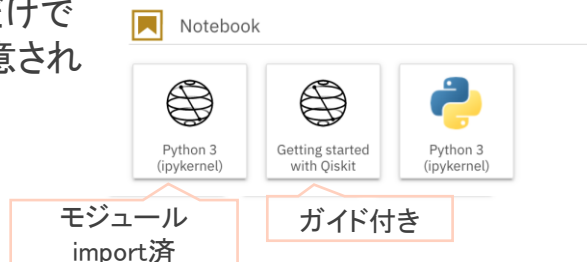 だけで
意され
Notebook
Python 3
(ipykernel)
Getting started
with Qiskit
Python 3
(ipykernel)
モジュール
import済
ガイド付き